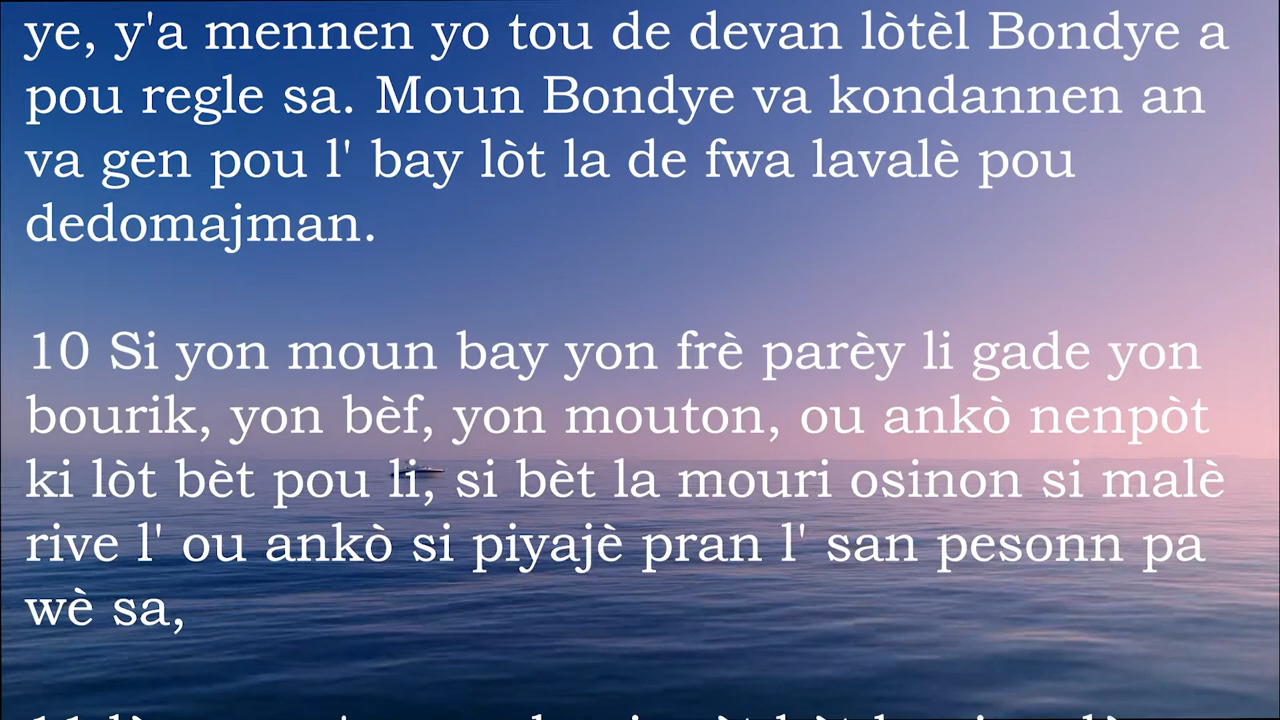 ye, y'a mennen yo tou de devan lòtèl Bondye a
pou regle sa. Moun Bondye va kondannen an
va gen pou l' bay lòt la de fwa lavalè pou
dedomajman.
10 Si yon moun bay yon frè parèy li gade yon
bourik, yon bèf, yon mouton, ou ankò nenpòt
ki lòt bèt pou li, si bèt la mouri osinon si malè
rive l' ou ankò si piyajè pran l' san pesonn pa
wè sa,